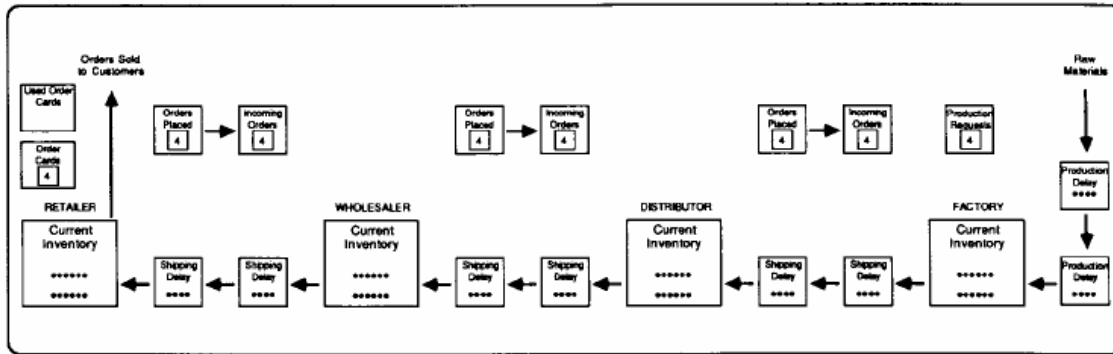 Orders Sold
to Customers
Raw
Materials
Used Order
Cards
Orders
Placed
4
Incoming
Orders
4
Orders
Placed
4
Incoming
Orders
4
Orders
Placed
4
Incoming
Orders
4
Production
Requests
4
Order
Cards
4
Production
Delay
RETAILER
WHOLESALER
DISTRIBUTOR
FACTORY
Current
Inventory
Current
Inventory
Current
Inventory
Current
Inventory
Shipping
Delay
Shipping
Delay
Shipping
Delay
Shipping
Delay
Shipping
Delay
Shipping
Delay
Production
Delay